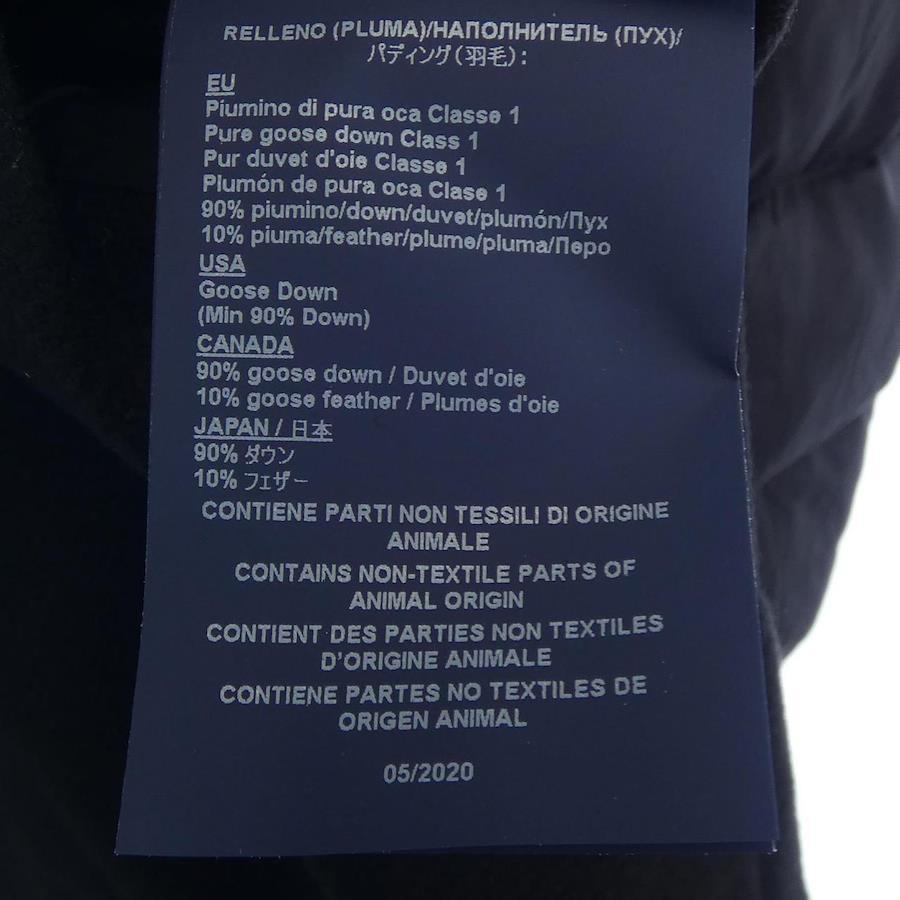 RELLENO (PLUMA)/НАПОЛНИТЕЛЬ (ПУХ)/
パディング(羽毛):
EU
Piumino di pura oca Classe 1
Pure goose down Class 1
Pur duvet d'oie Classe 1
Plumón de pura oca Clase 1
90% piumino/down/duvet/plumón/Пух
10% piuma/feather/plume/pluma/Перо
USA
Goose Down
(Min 90% Down)
CANADA
90% goose down / Duvet d'oie
10% goose feather / Plumes d'oie
JAPAN / 日本
90% ダウン
10% フェザー
CONTIENE PARTI NON TESSILI DI ORIGINE
ANIMALE
CONTAINS NON-TEXTILE PARTS OF
ANIMAL ORIGIN
CONTIENT DES PARTIES NON TEXTILES
D'ORIGINE ANIMALE
CONTIENE PARTES NO TEXTILES DE
ORIGEN ANIMAL
05/2020